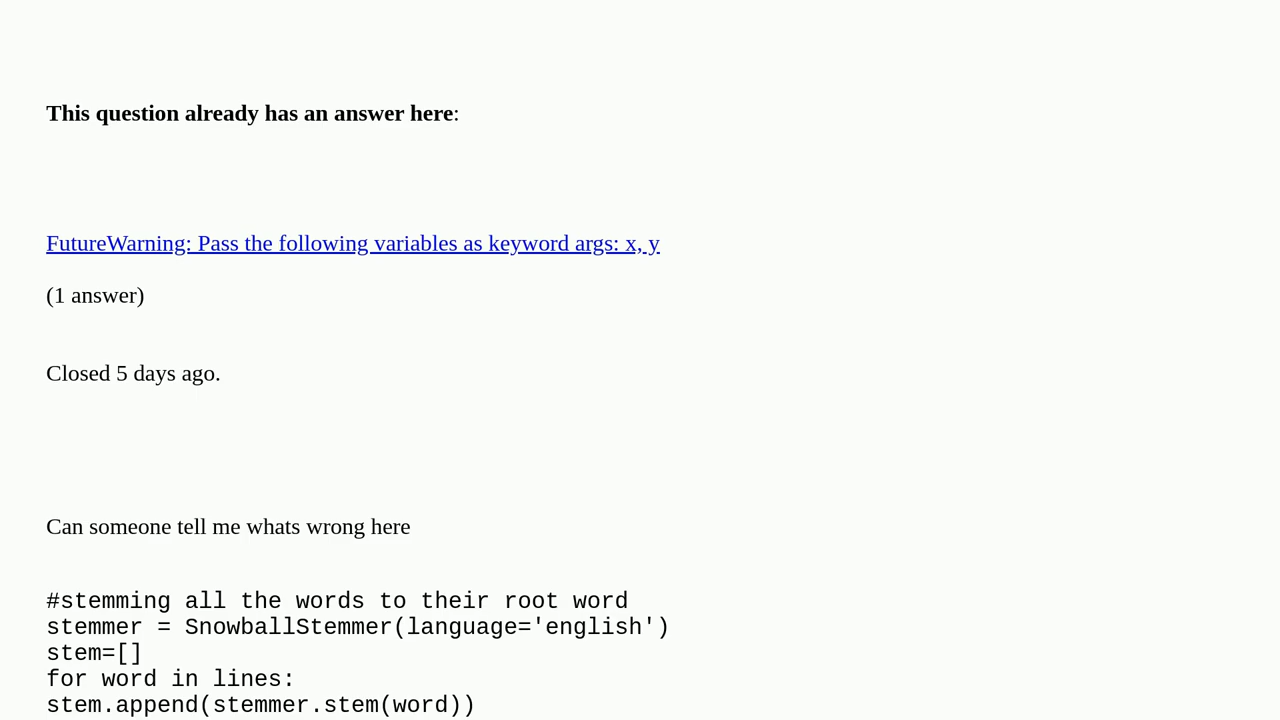 This question already has an answer here:
FutureWarning: Pass the following variables as keyword args: x, y
(1 answer)
Closed 5 days ago.
Can someone tell me whats wrong here
#stemming all the words to their root word
stemmer = SnowballStemmer(language='english')
stem=[]
for word in lines:
stem.append(stemmer.stem(word))